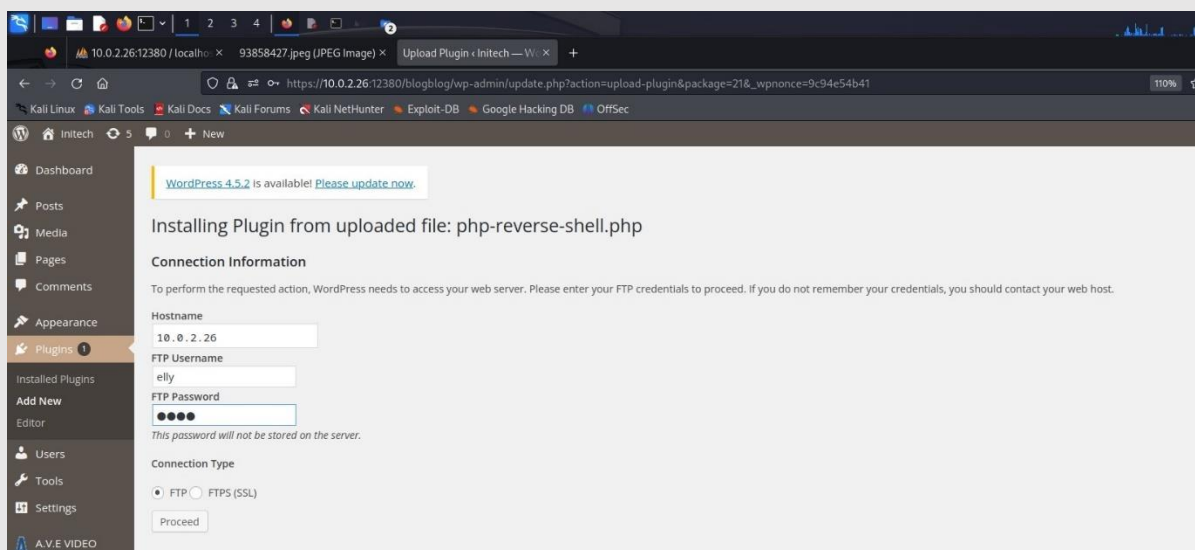 1 2 3 4
2
10.0.2.26:12380 / localho ×
93858427.jpeg (JPEG Image) ×
Upload Plugin ‹ Initech — Wo ×
https://10.0.2.26:12380/blogblog/wp-admin/update.php?action=upload-plugin&package=21&_wpnonce=9c94e54b41
110%
Kali Linux Kali Tools Kali Docs Kali Forums Kali NetHunter Exploit-DB Google Hacking DB OffSec
Initech 5 0 + New
Dashboard
Posts
Media
Pages
Comments
Appearance
Plugins 1
Installed Plugins
Add New
Editor
Users
Tools
Settings
A.V.E VIDEO
WordPress 4.5.2 is available! Please update now.
Installing Plugin from uploaded file: php-reverse-shell.php
Connection Information
To perform the requested action, WordPress needs to access your web server. Please enter your FTP credentials to proceed. If you do not remember your credentials, you should contact your web host.
Hostname
10.0.2.26
FTP Username
elly
FTP Password
●●●●
This password will not be stored on the server.
Connection Type
FTP FTPS (SSL)
Proceed